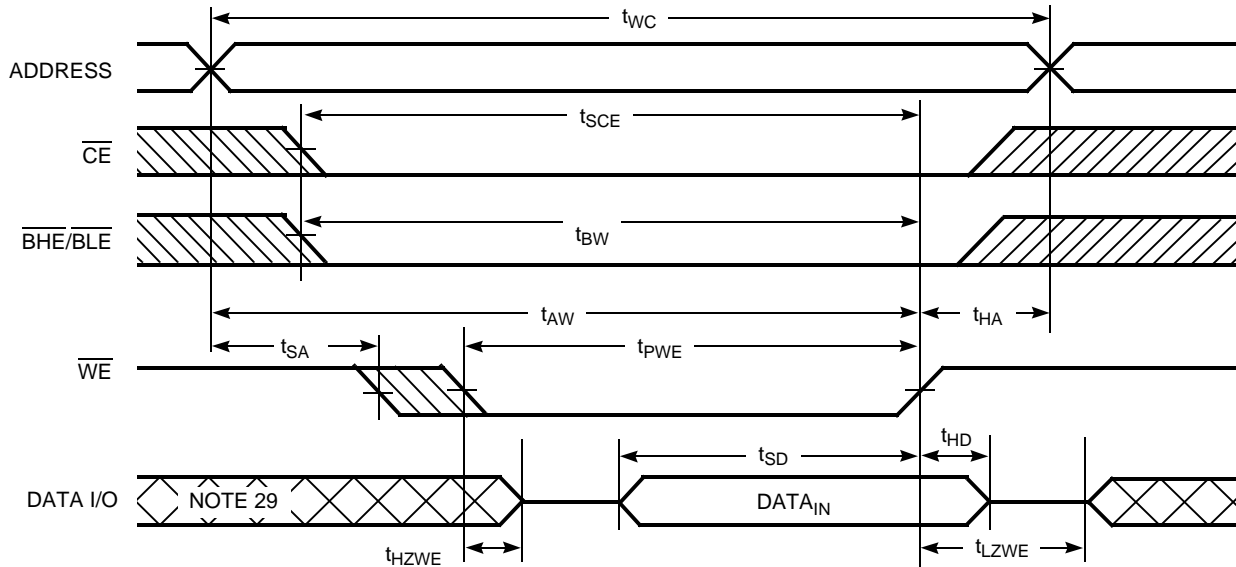 tWC
ADDRESS
tSCE
CE
tBW
BHE/BLE
tAW
tHA
tSA
tPWE
WE
tSD
tHD
DATA I/O
NOTE 29
DATAIN
tHZWE
tLZWE